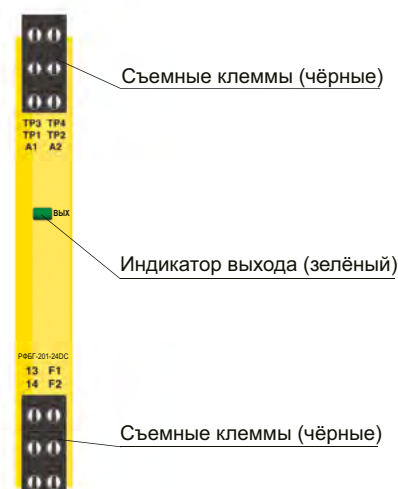 Съемные клеммы (чёрные)
TP3 TP4
TP1 TP2
A1 A2
ВЫХ
Индикатор выхода (зелёный)
РФБГ-201-24DC
13 F1
14 F2
Съемные клеммы (чёрные)